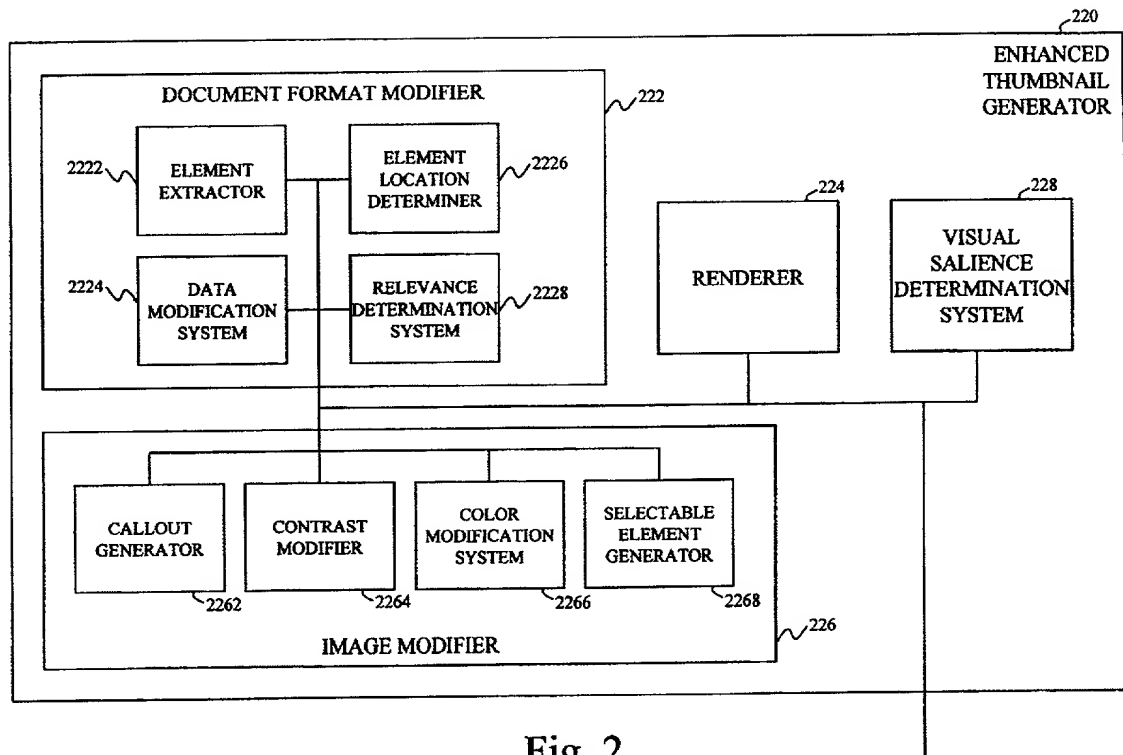 220
ENHANCED
THUMBNAIL
GENERATOR
DOCUMENT FORMAT MODIFIER
222
2222
ELEMENT
EXTRACTOR
ELEMENT
LOCATION
DETERMINER
2226
2224
DATA
MODIFICATION
SYSTEM
RELEVANCE
DETERMINATION
SYSTEM
2228
224
RENDERER
228
VISUAL
SALIENCE
DETERMINATION
SYSTEM
CALLOUT
GENERATOR
2262
CONTRAST
MODIFIER
2264
COLOR
MODIFICATION
SYSTEM
2266
SELECTABLE
ELEMENT
GENERATOR
2268
226
IMAGE MODIFIER
Fig. 2